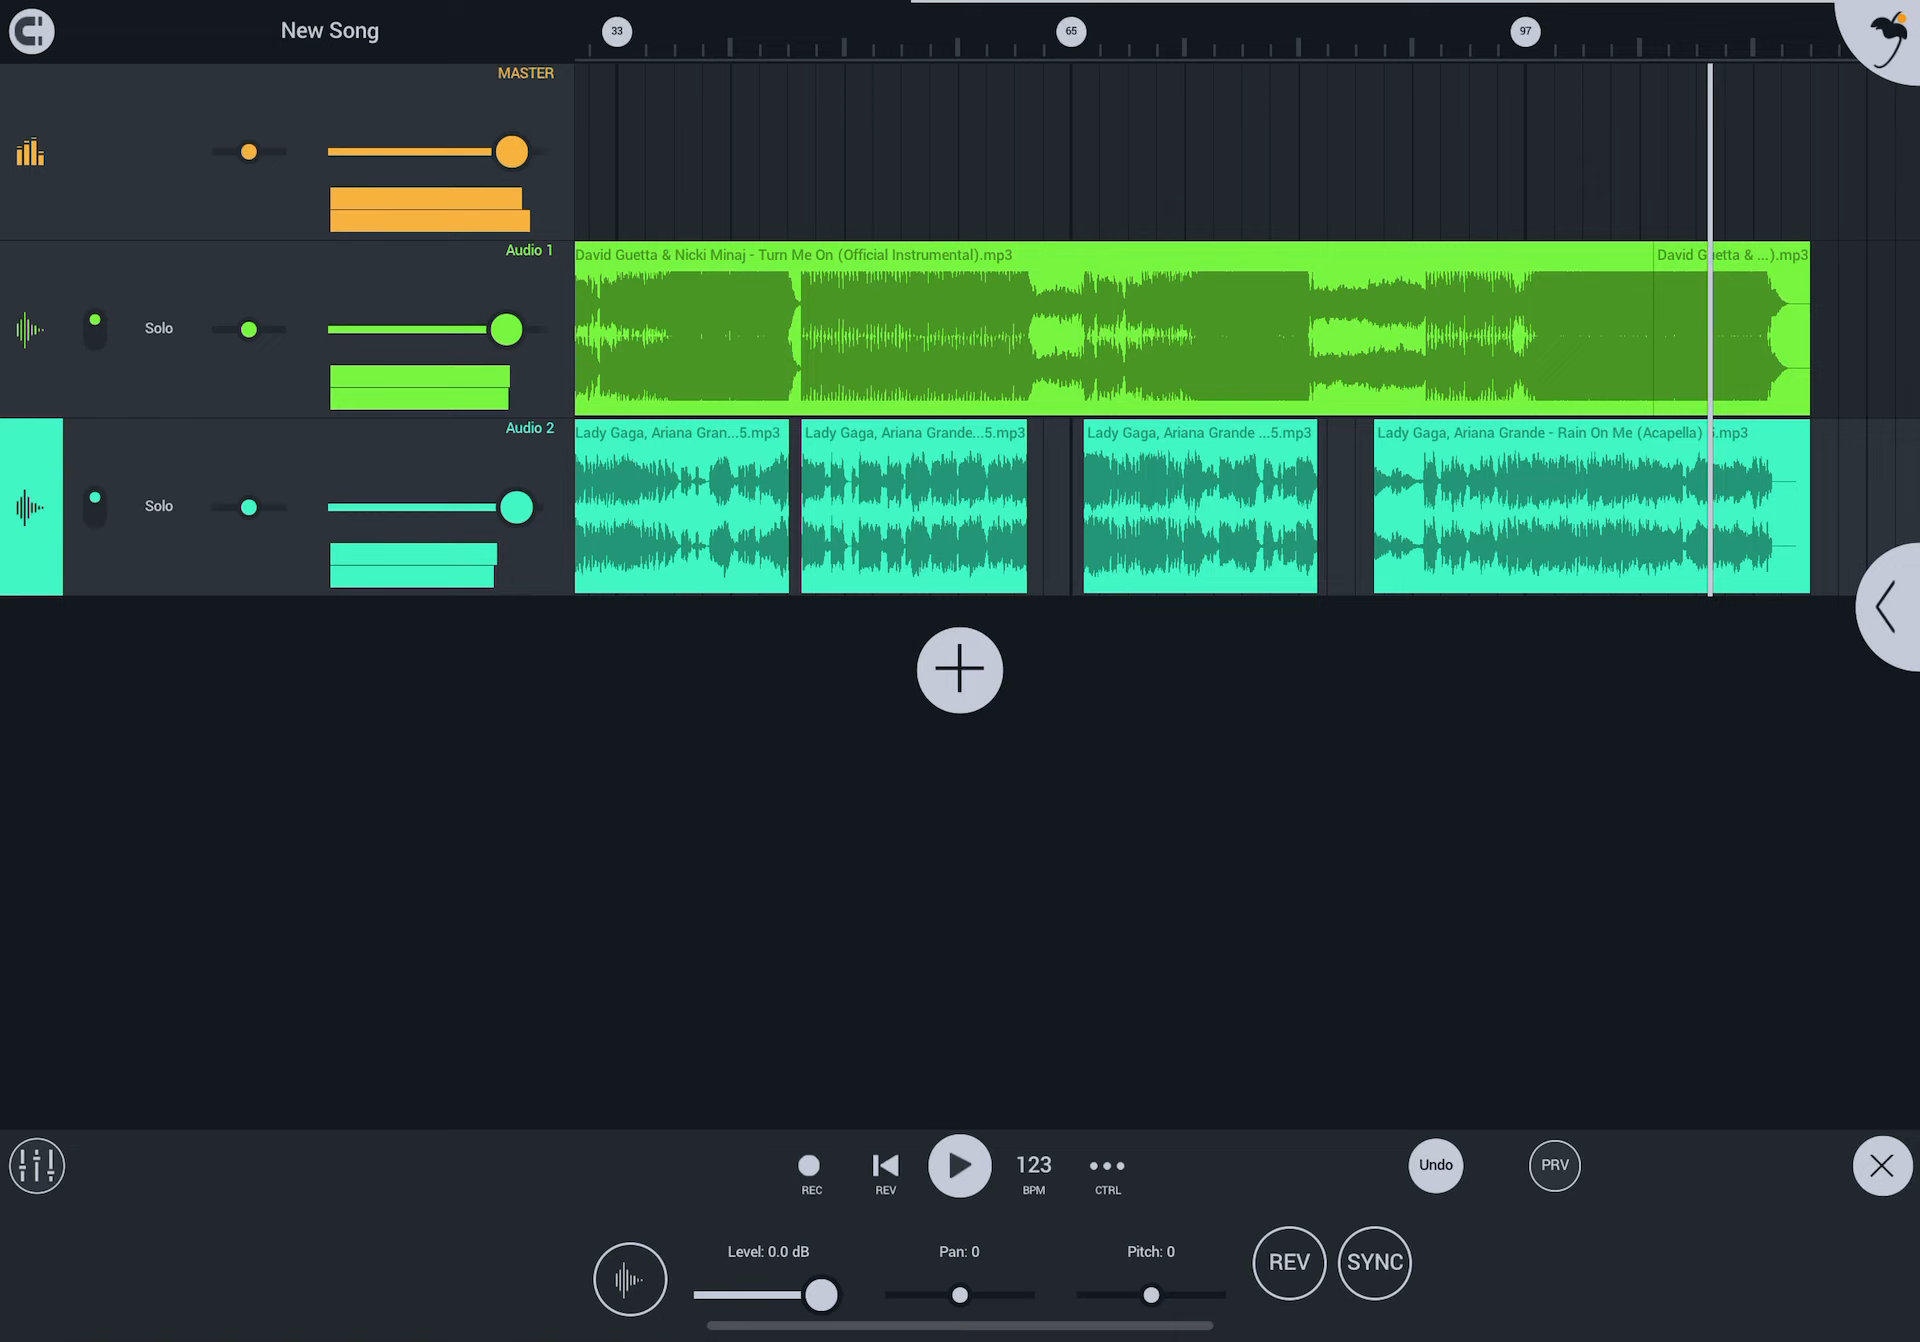 New Song
33
65
97
MASTER
Audio 1
David Guetta & Nicki Minaj - Turn Me On (Official Instrumental).mp3
David Guetta & ...).mp3
Solo
Audio 2
Lady Gaga, Ariana Gran...5.mp3
Lady Gaga, Ariana Grande...5.mp3
Lady Gaga, Ariana Grande ...5.mp3
Lady Gaga, Ariana Grande - Rain On Me (Acapella) 5.mp3
Solo
REC
REV
123
BPM
CTRL
Undo
PRV
Level: 0.0 dB
Pan: 0
Pitch: 0
REV
SYNC